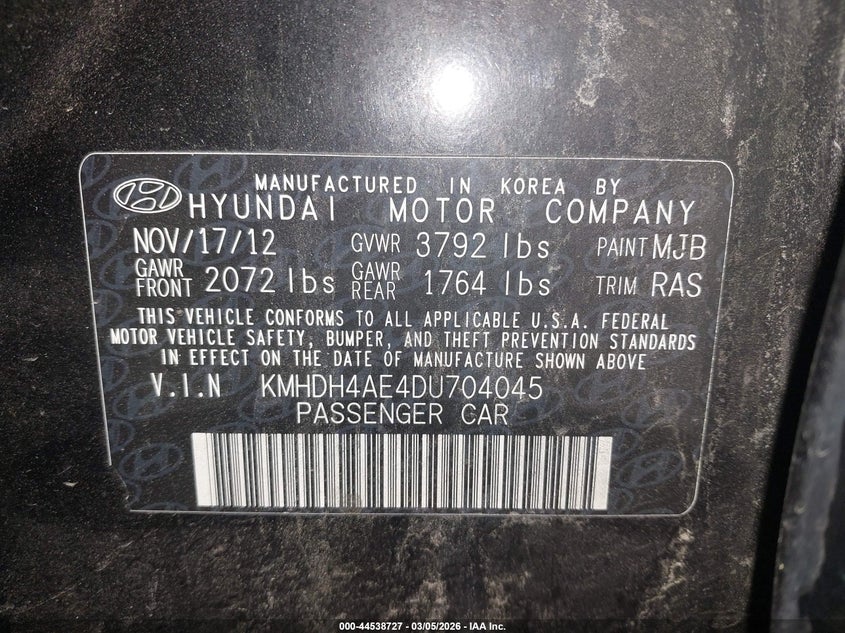 MANUFACTURED IN KOREA BY
HYUNDAI MOTOR COMPANY
NOV/17/12 GVWR 3792 lbs PAINT MJB
GAWR FRONT 2072 lbs GAWR REAR 1764 lbs TRIM RAS
THIS VEHICLE CONFORMS TO ALL APPLICABLE U.S.A. FEDERAL
MOTOR VEHICLE SAFETY, BUMPER, AND THEFT PREVENTION STANDARDS
IN EFFECT ON THE DATE OF MANUFACTURE SHOWN ABOVE
V.I.N KMHDH4AE4DU704045
PASSENGER CAR
000-44538727 — 03/05/2026 — IAA Inc.